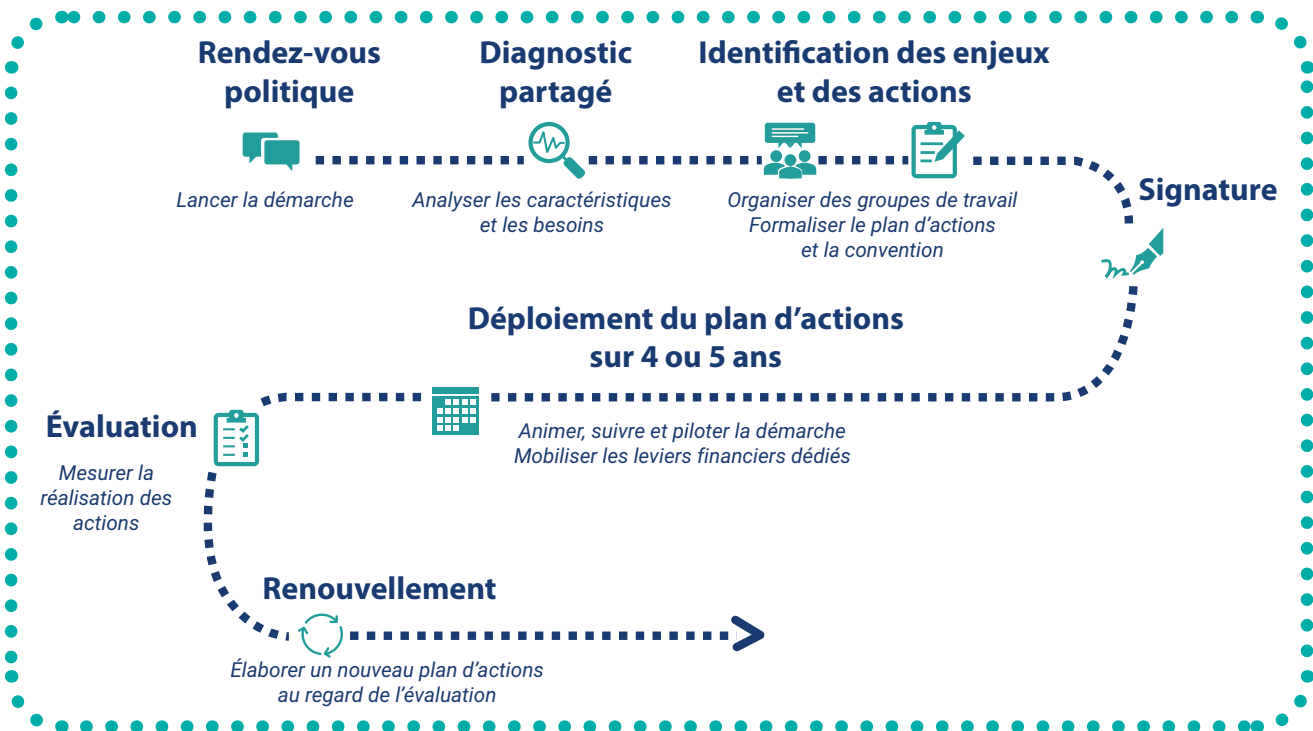 Rendez-vous
politique
Lancer la démarche
Diagnostic
partagé
Analyser les caractéristiques
et les besoins
Identification des enjeux
et des actions
Organiser des groupes de travail
Formaliser le plan d’actions
et la convention
Signature
Déploiement du plan d’actions
sur 4 ou 5 ans
Animer, suivre et piloter la démarche
Mobiliser les leviers financiers dédiés
Évaluation
Mesurer la
réalisation des
actions
Renouvellement
Élaborer un nouveau plan d’actions
au regard de l’évaluation